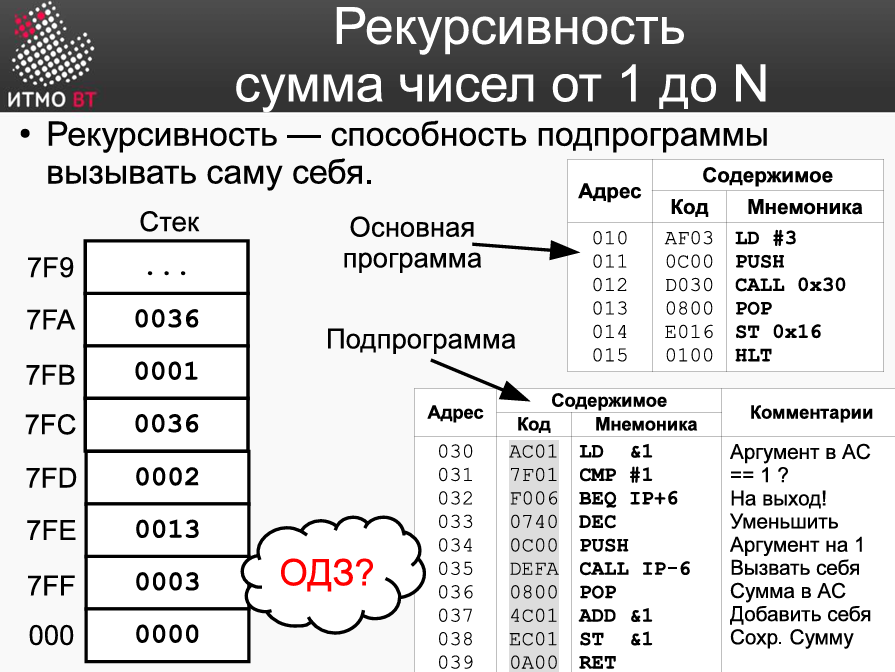 ИТМО ВТ
Рекурсивность
сумма чисел от 1 до N
• Рекурсивность — способность подпрограммы
вызывать саму себя.
Стек
7F9 ...
7FA 0036
7FB 0001
7FC 0036
7FD 0002
7FE 0013
7FF 0003
000 0000
ОДЗ?
Основная
программа
Адрес Содержимое
Код Мнемоника
010 AF03 LD #3
011 0C00 PUSH
012 D030 CALL 0x30
013 0800 POP
014 E016 ST 0x16
015 0100 HLT
Подпрограмма
Адрес Содержимое Комментарии
Код Мнемоника
030 AC01 LD &1 Аргумент в АС
031 7F01 CMP #1 == 1 ?
032 F006 BEQ IP+6 На выход!
033 0740 DEC Уменьшить
034 0C00 PUSH Аргумент на 1
035 DEFA CALL IP-6 Вызвать себя
036 0800 POP Сумма в АС
037 4C01 ADD &1 Добавить себя
038 EC01 ST &1 Сохр. Сумму
039 0A00 RET